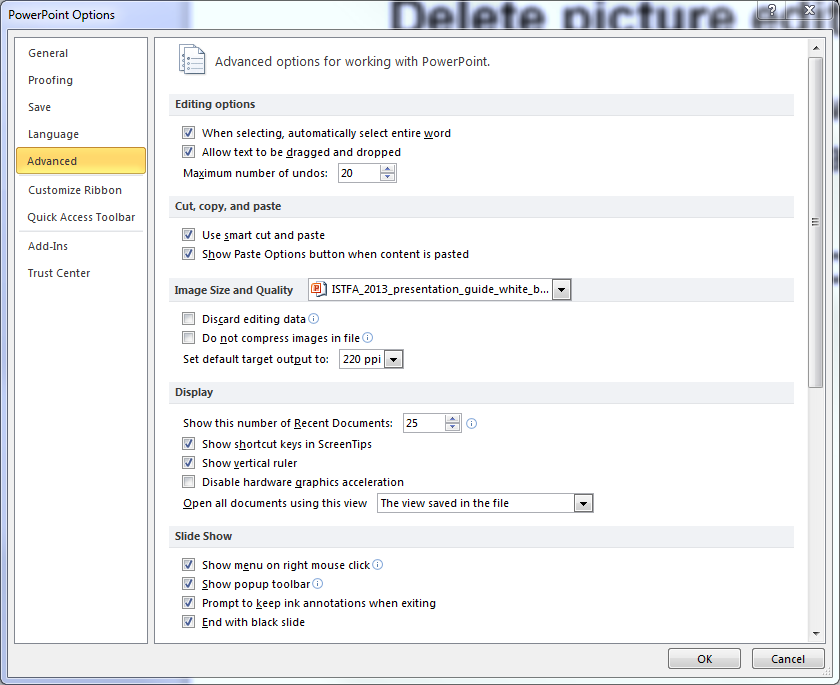 Delete picture edit
PowerPoint Options
General
Proofing
Save
Language
Advanced
Customize Ribbon
Quick Access Toolbar
Add-Ins
Trust Center
Advanced options for working with PowerPoint.
Editing options
When selecting, automatically select entire word
Allow text to be dragged and dropped
Maximum number of undos: 20
Cut, copy, and paste
Use smart cut and paste
Show Paste Options button when content is pasted
Image Size and Quality ISTFA_2013_presentation_guide_white_b...
Discard editing data
Do not compress images in file
Set default target output to: 220 ppi
Display
Show this number of Recent Documents: 25
Show shortcut keys in ScreenTips
Show vertical ruler
Disable hardware graphics acceleration
Open all documents using this view The view saved in the file
Slide Show
Show menu on right mouse click
Show popup toolbar
Prompt to keep ink annotations when exiting
End with black slide
OK Cancel